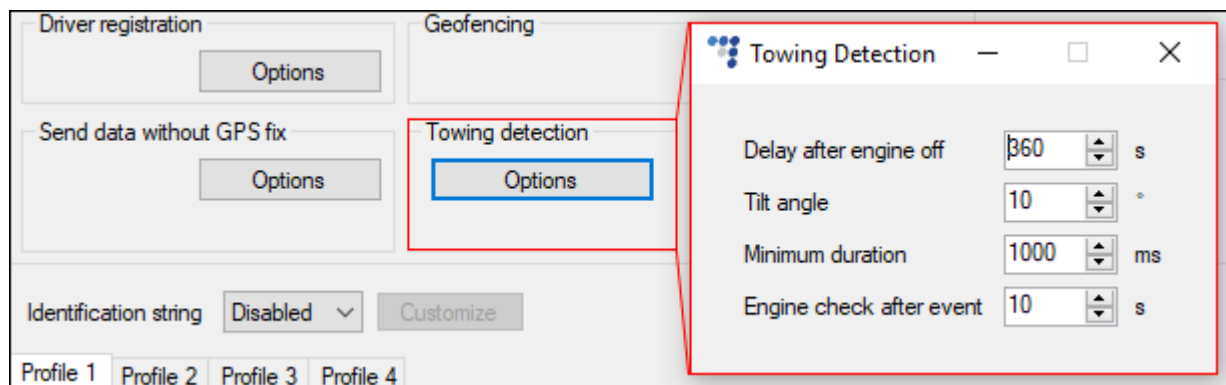 Driver registration
Options
Geofencing
Send data without GPS fix
Options
Towing detection
Options
Identification string Disabled Customize
Profile 1 Profile 2 Profile 3 Profile 4
Towing Detection
Delay after engine off 360 s
Tilt angle 10 °
Minimum duration 1000 ms
Engine check after event 10 s